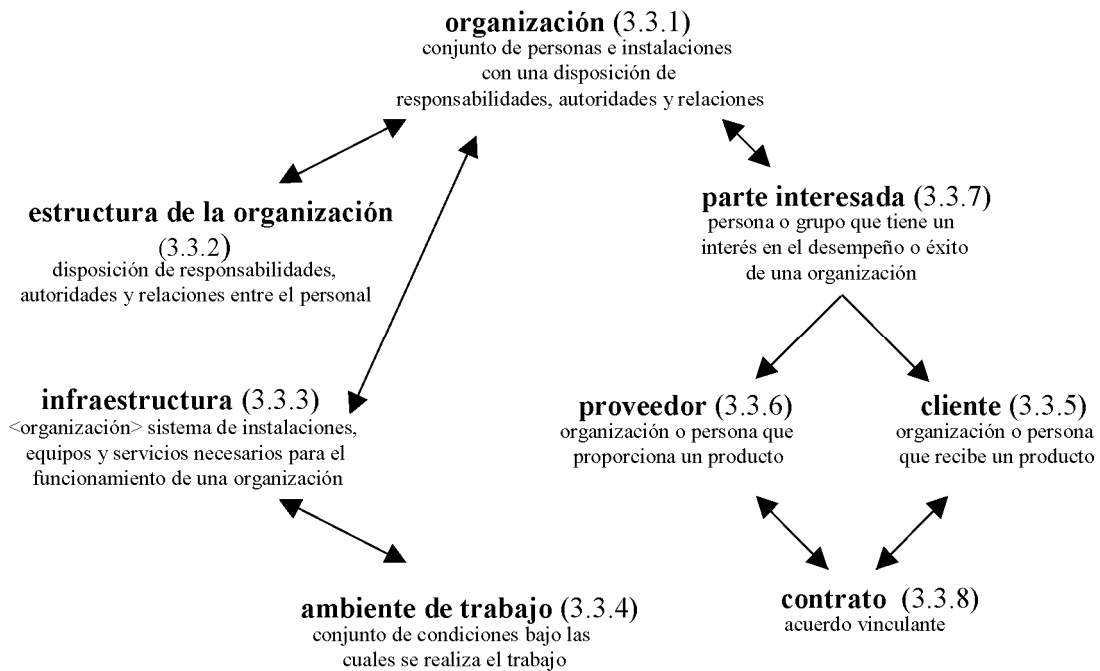 organización (3.3.1)
conjunto de personas e instalaciones
con una disposición de
responsabilidades, autoridades y relaciones
estructura de la organización
(3.3.2)
disposición de responsabilidades,
autoridades y relaciones entre el personal
parte interesada (3.3.7)
persona o grupo que tiene un
interés en el desempeño o éxito
de una organización
infraestructura (3.3.3)
<organización> sistema de instalaciones,
equipos y servicios necesarios para el
funcionamiento de una organización
proveedor (3.3.6)
organización o persona que
proporciona un producto
cliente (3.3.5)
organización o persona
que recibe un producto
ambiente de trabajo (3.3.4)
conjunto de condiciones bajo las
cuales se realiza el trabajo
contrato (3.3.8)
acuerdo vinculante